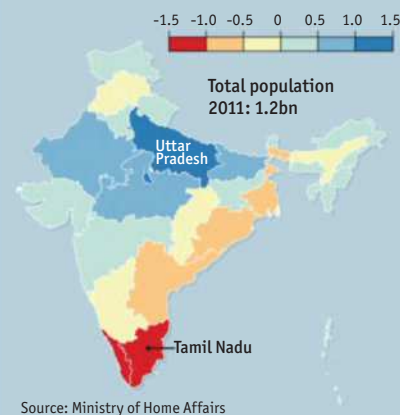 -1.5 -1.0 -0.5 0 0.5 1.0 1.5
Total population
2011: 1.2bn
Uttar
Pradesh
Tamil Nadu
Source: Ministry of Home Affairs